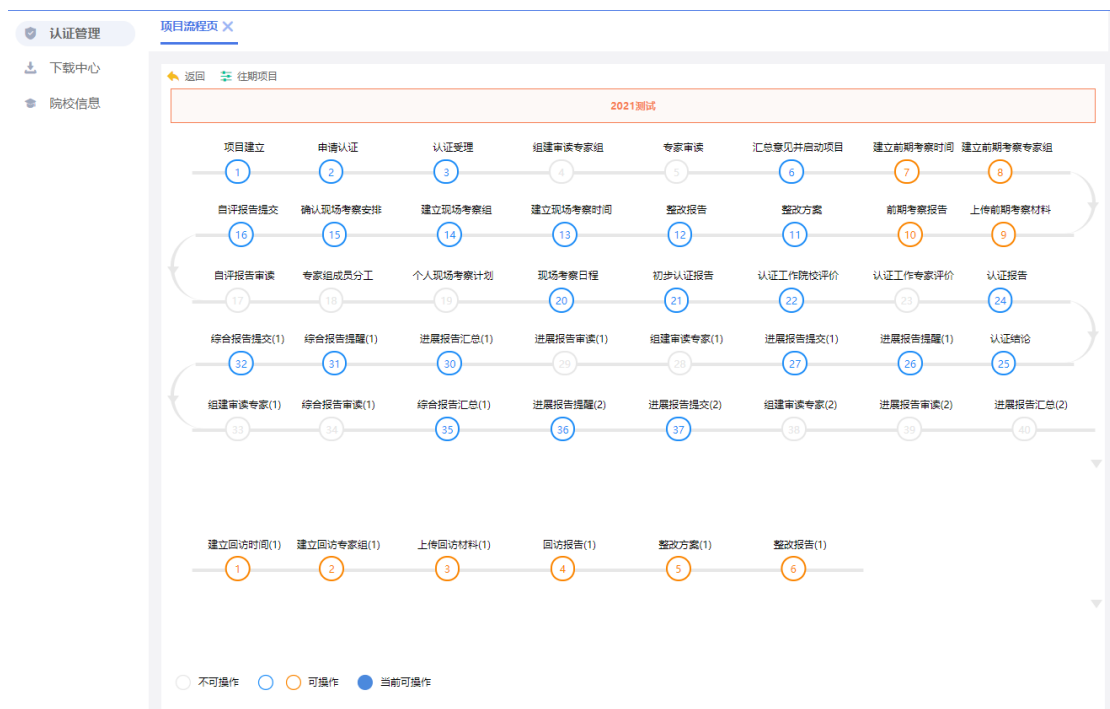 认证管理
下载中心
院校信息
项目流程页
返回 往期项目
2021测试
项目建立 申请认证 认证受理 组建审读专家组 专家审读 汇总意见并启动项目 建立前期考察时间 建立前期考察专家组
1 2 3 4 5 6 7 8
自评报告提交 确认现场考察安排 建立现场考察组 建立现场考察时间 整改报告 整改方案 前期考察报告 上传前期考察材料
16 15 14 13 12 11 10 9
自评报告审读 专家组成员分工 个人现场考察计划 现场考察日程 初步认证报告 认证工作院校评价 认证工作专家评价 认证报告
17 18 19 20 21 22 23 24
综合报告提交(1) 综合报告提醒(1) 进展报告汇总(1) 进展报告审读(1) 组建审读专家(1) 进展报告提交(1) 进展报告提醒(1) 认证结论
32 31 30 29 28 27 26 25
组建审读专家(1) 综合报告审读(1) 综合报告汇总(1) 进展报告提醒(2) 进展报告提交(2) 组建审读专家(2) 进展报告审读(2) 进展报告汇总(2)
33 34 35 36 37 38 39 40
建立回访时间(1) 建立回访专家组(1) 上传回访材料(1) 回访报告(1) 整改方案(1) 整改报告(1)
1 2 3 4 5 6
不可操作 可操作 当前可操作